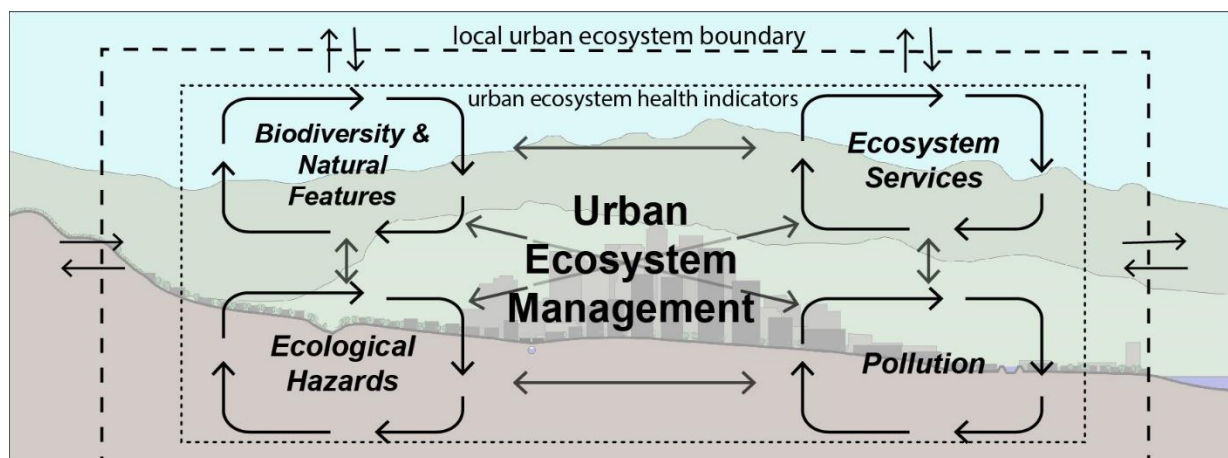 local urban ecosystem boundary
urban ecosystem health indicators
Biodiversity &
Natural
Features
Ecosystem
Services
Urban
Ecosystem
Management
Ecological
Hazards
Pollution